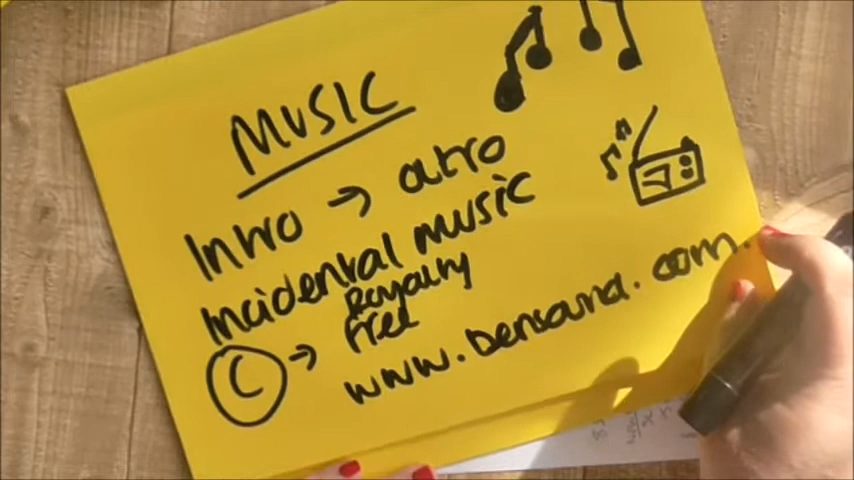 MUSIC
Intro → outro
Incidental music
© → Royalty
Free
www.bensound.com